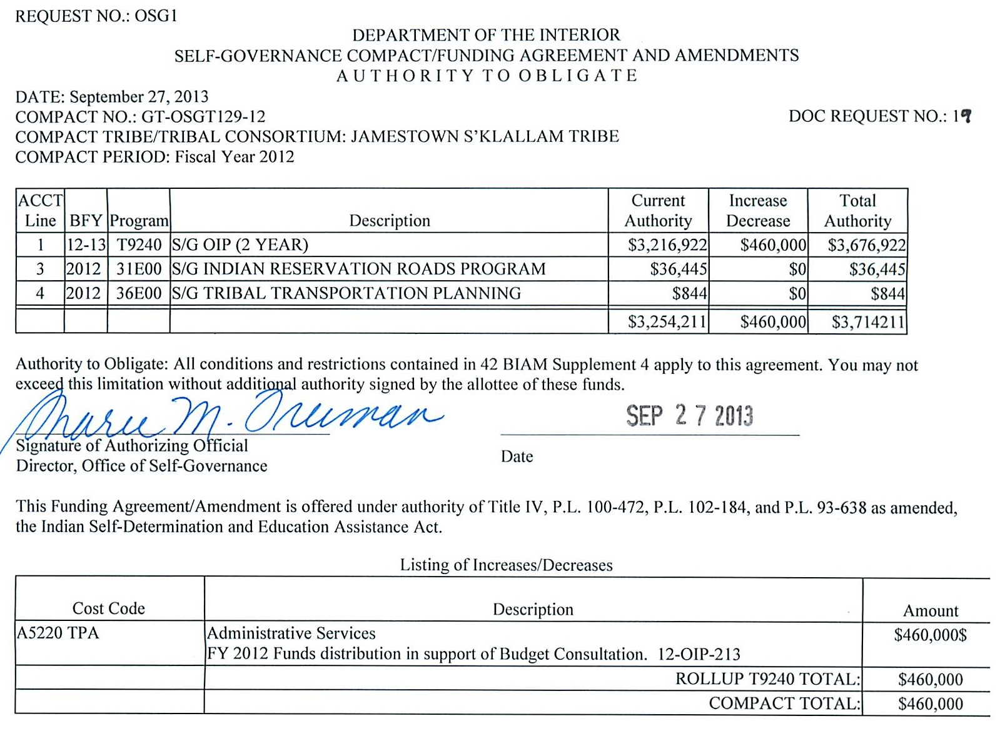 REQUEST NO.: OSG1
DEPARTMENT OF THE INTERIOR
SELF-GOVERNANCE COMPACT/FUNDING AGREEMENT AND AMENDMENTS
AUTHORITY TO OBLIGATE
DATE: September 27, 2013
COMPACT NO.: GT-OSGT129-12 DOC REQUEST NO.: 19
COMPACT TRIBE/TRIBAL CONSORTIUM: JAMESTOWN S'KLALLAM TRIBE
COMPACT PERIOD: Fiscal Year 2012
ACCT Line BFY Program Description Current Authority Increase Decrease Total Authority
1 12-13 T9240 S/G OIP (2 YEAR) $3,216,922 $460,000 $3,676,922
3 2012 31E00 S/G INDIAN RESERVATION ROADS PROGRAM $36,445 $0 $36,445
4 2012 36E00 S/G TRIBAL TRANSPORTATION PLANNING $844 $0 $844
$3,254,211 $460,000 $3,714211
Authority to Obligate: All conditions and restrictions contained in 42 BIAM Supplement 4 apply to this agreement. You may not
exceed this limitation without additional authority signed by the allottee of these funds.
SEP 27 2013
Signature of Authorizing Official
Director, Office of Self-Governance
Date
This Funding Agreement/Amendment is offered under authority of Title IV, P.L. 100-472, P.L. 102-184, and P.L. 93-638 as amended,
the Indian Self-Determination and Education Assistance Act.
Listing of Increases/Decreases
Cost Code Description Amount
A5220 TPA Administrative Services $460,000$
FY 2012 Funds distribution in support of Budget Consultation. 12-OIP-213
ROLLUP T9240 TOTAL: $460,000
COMPACT TOTAL: $460,000